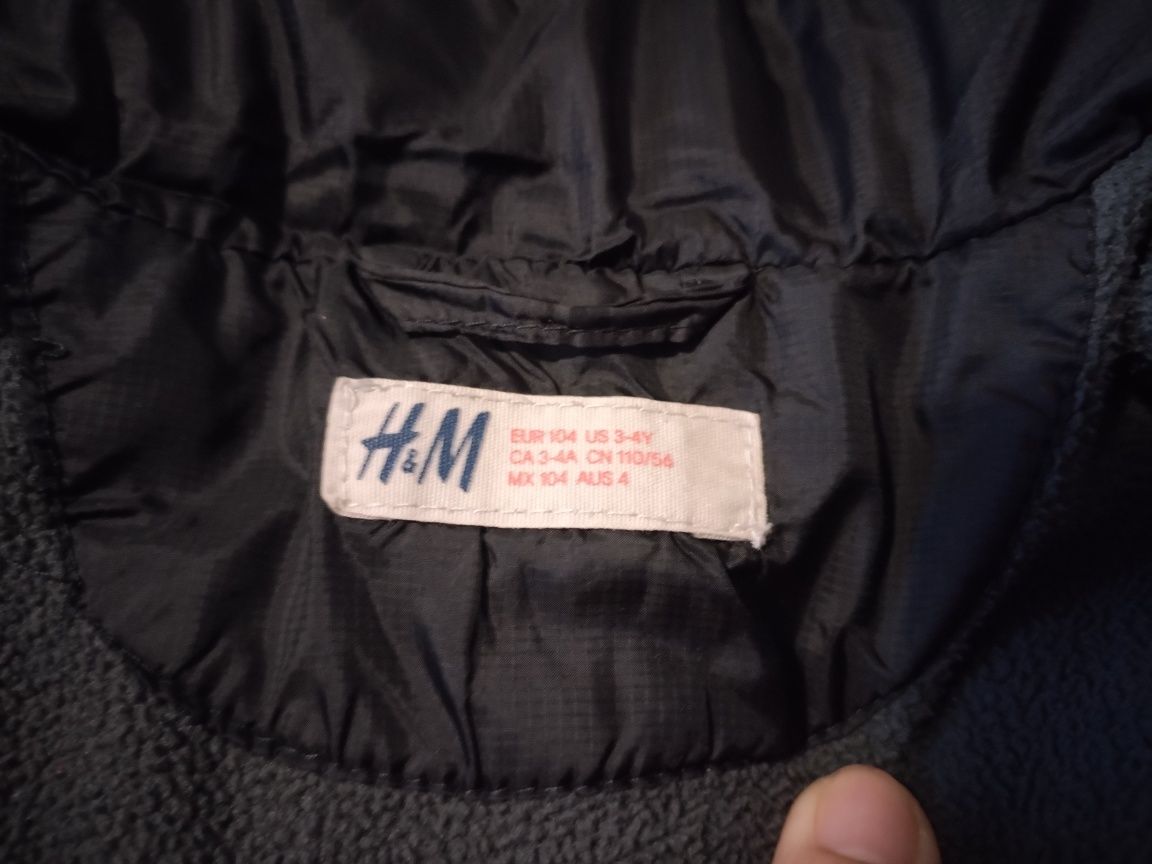 H&M
EUR 104 US 3-4Y
CA 3-4A CN 110/56
MX 104 AUS 4